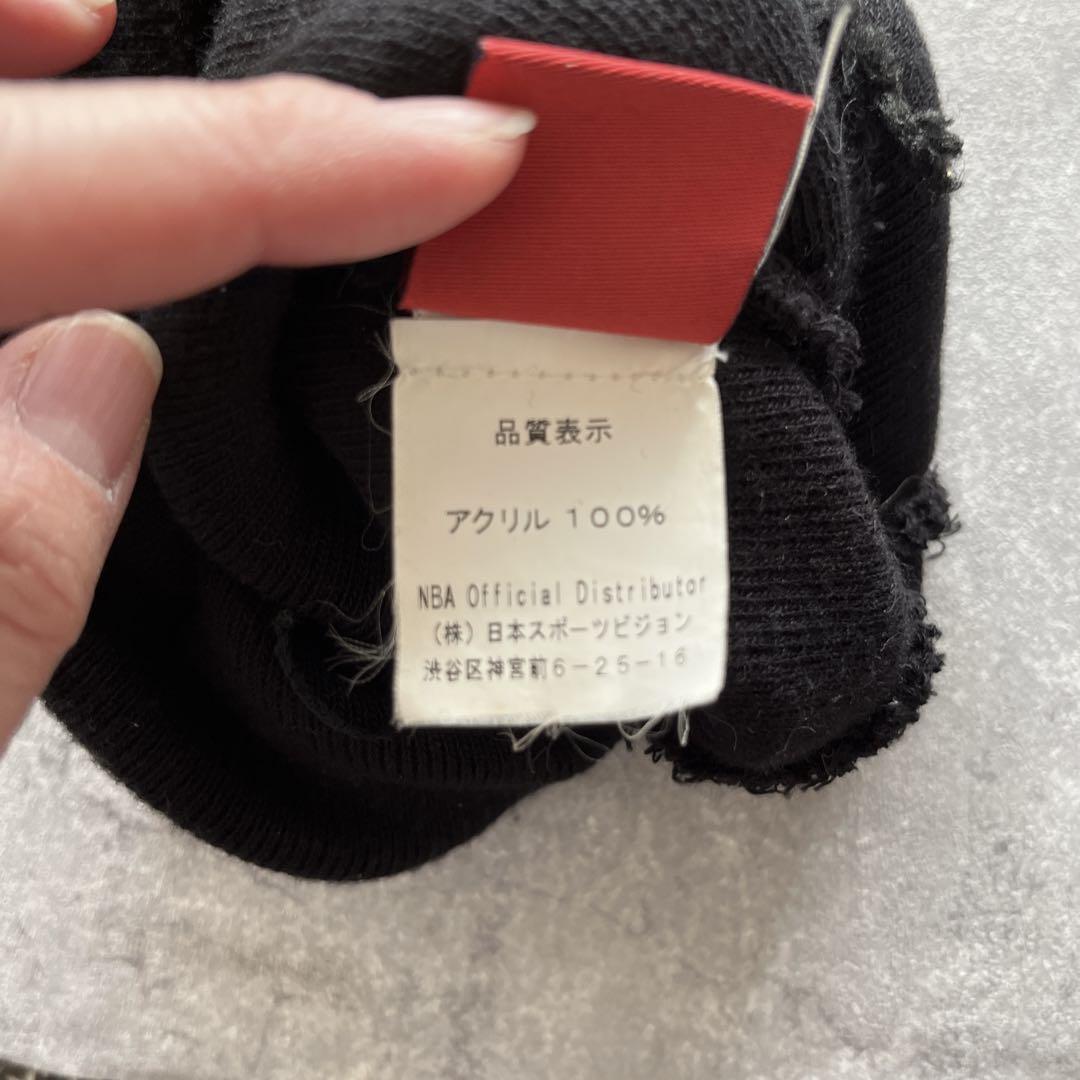 品質表示
アクリル 100%
NBA Official Distributor
(株)日本スポーツビジョン
渋谷区神宮前6-25-16